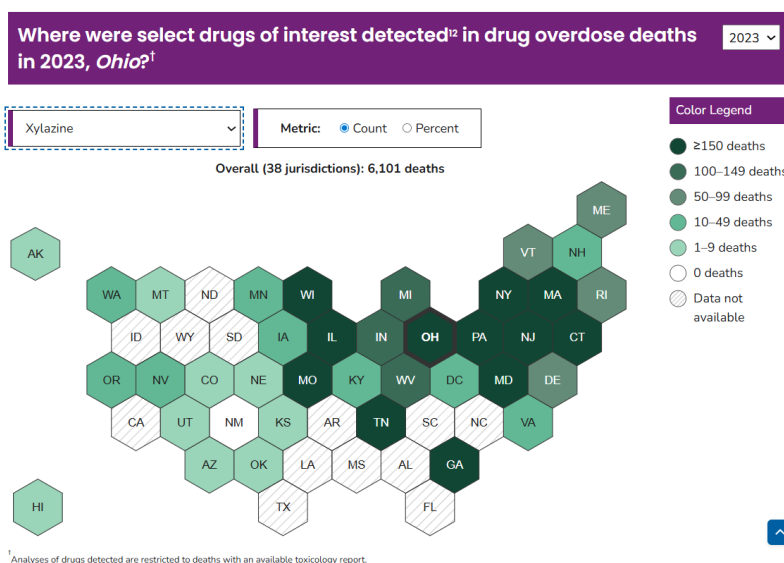 Where were select drugs of interest detected¹² in drug overdose deaths
in 2023, Ohio?†
2023
Xylazine
Metric: Count Percent
Overall (38 jurisdictions): 6,101 deaths
Color Legend
≥150 deaths
100–149 deaths
50–99 deaths
10–49 deaths
1–9 deaths
0 deaths
Data not
available
ME
AK VT NH
WA MT ND MN WI MI NY MA RI
ID WY SD IA IL IN OH PA NJ CT
OR NV CO NE MO KY WV DC MD DE
CA UT NM KS AR TN SC NC VA
AZ OK LA MS AL GA
HI TX FL
†Analyses of drugs detected are restricted to deaths with an available toxicology report.